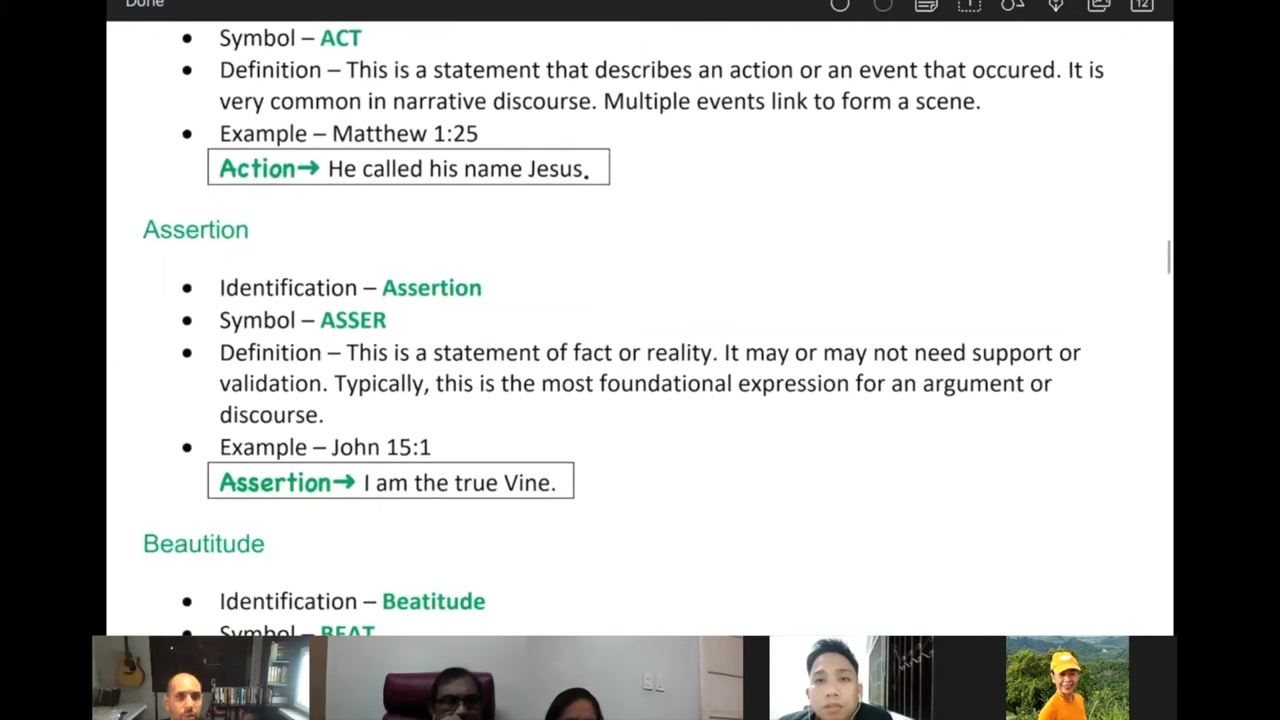 Done
12
• Symbol – ACT
• Definition – This is a statement that describes an action or an event that occured. It is
very common in narrative discourse. Multiple events link to form a scene.
• Example – Matthew 1:25
Action→ He called his name Jesus.
Assertion
• Identification – Assertion
• Symbol – ASSER
• Definition – This is a statement of fact or reality. It may or may not need support or
validation. Typically, this is the most foundational expression for an argument or
discourse.
• Example – John 15:1
Assertion→ I am the true Vine.
Beautitude
• Identification – Beatitude
• Symbol – BEAT